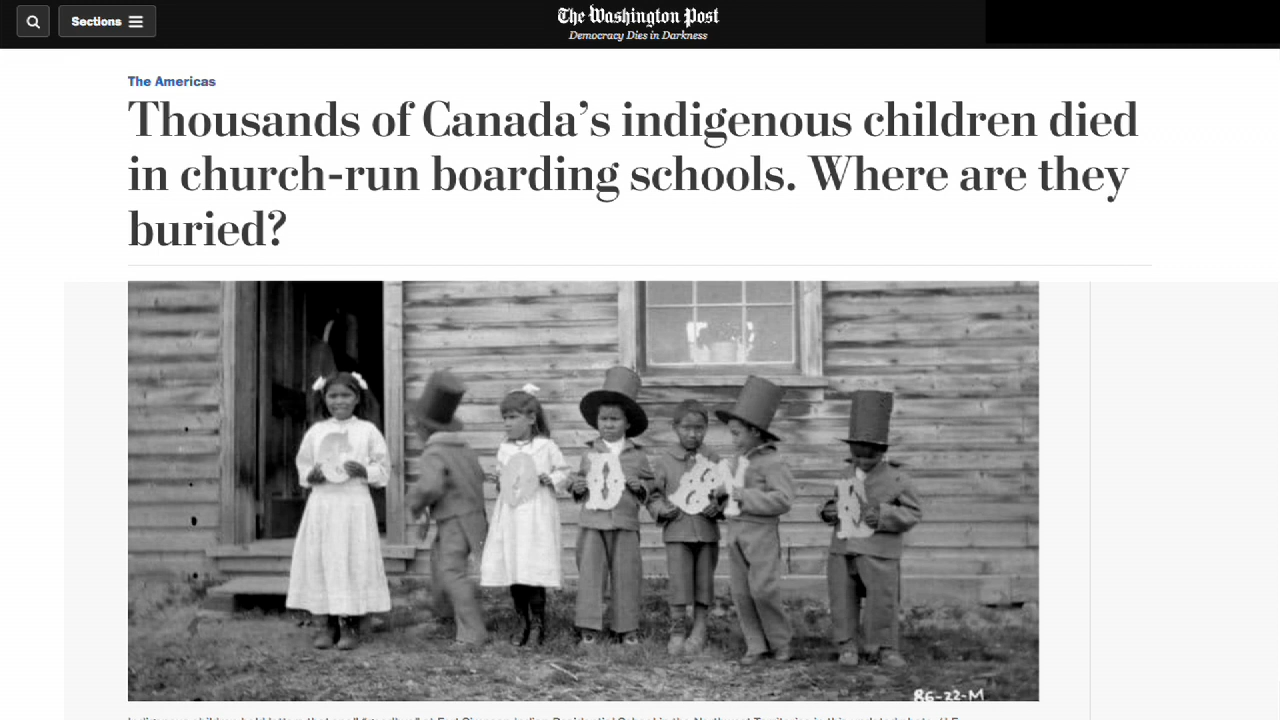 Sections
The Washington Post
Democracy Dies in Darkness
The Americas
Thousands of Canada’s indigenous children died
in church-run boarding schools. Where are they
buried?
G
O
D
B
Y
86-22-M